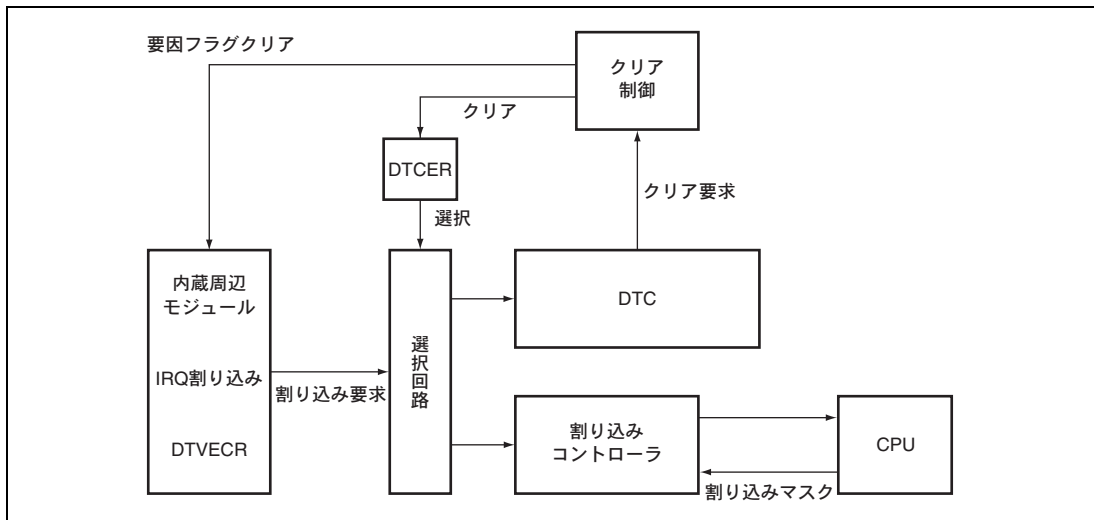 要因フラグクリア
クリア
制御
クリア
DTCER
クリア要求
選択
内蔵周辺
モジュール
IRQ割り込み
DTVECR
割り込み要求
選択回路
DTC
割り込み
コントローラ
CPU
割り込みマスク